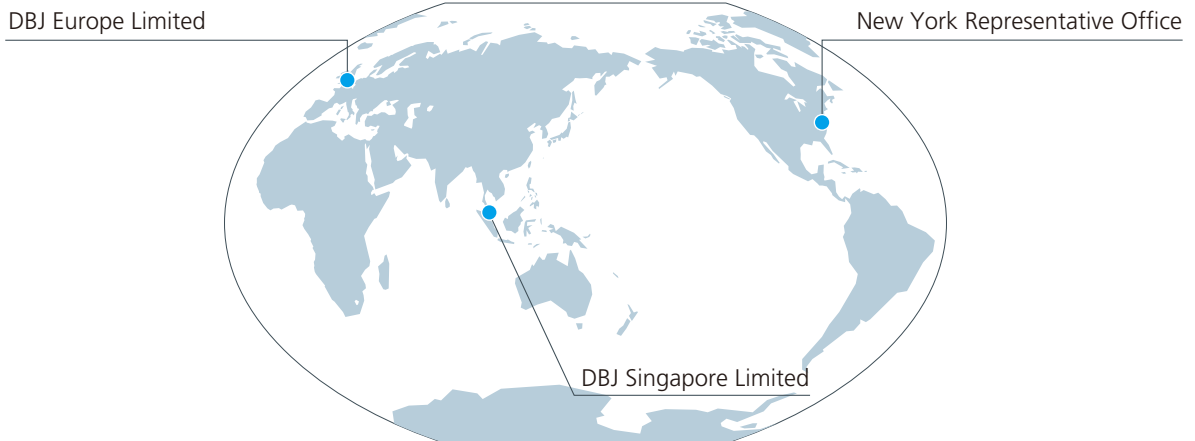 DBJ Europe Limited
New York Representative Office
DBJ Singapore Limited